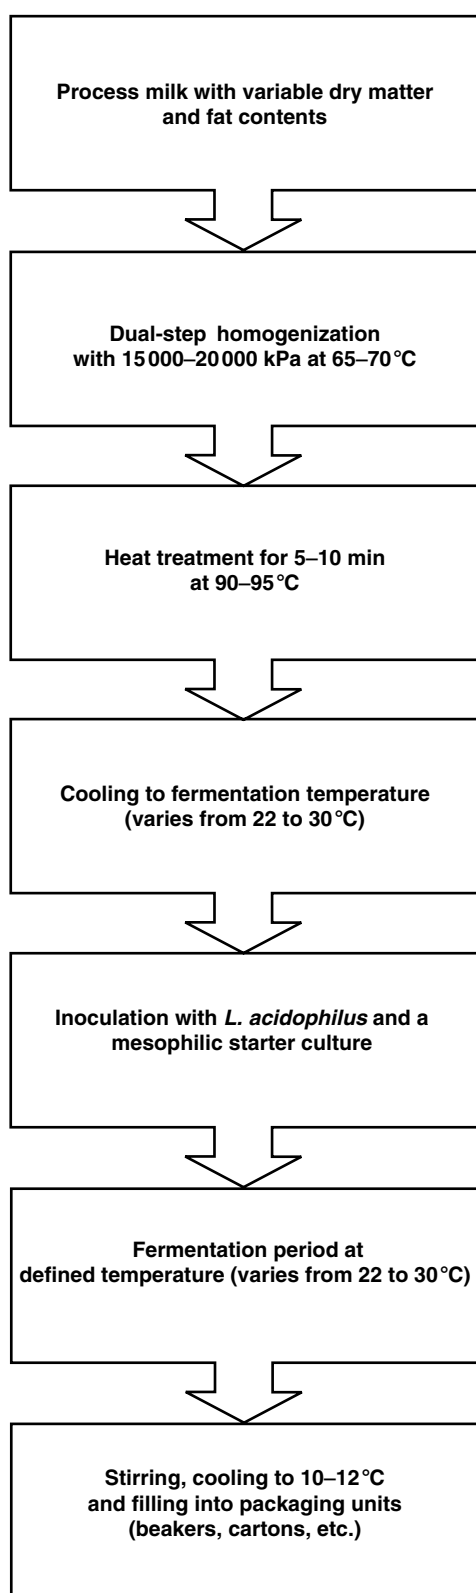 Process milk with variable dry matter
and fat contents
Dual-step homogenization
with 15 000–20 000 kPa at 65–70 °C
Heat treatment for 5–10 min
at 90–95 °C
Cooling to fermentation temperature
(varies from 22 to 30 °C)
Inoculation with L. acidophilus and a
mesophilic starter culture
Fermentation period at
defined temperature (varies from 22 to 30 °C)
Stirring, cooling to 10–12 °C
and filling into packaging units
(beakers, cartons, etc.)